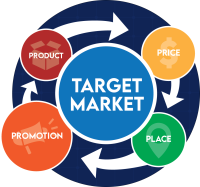 PRODUCT
PRICE
TARGET
MARKET
PROMOTION
PLACE